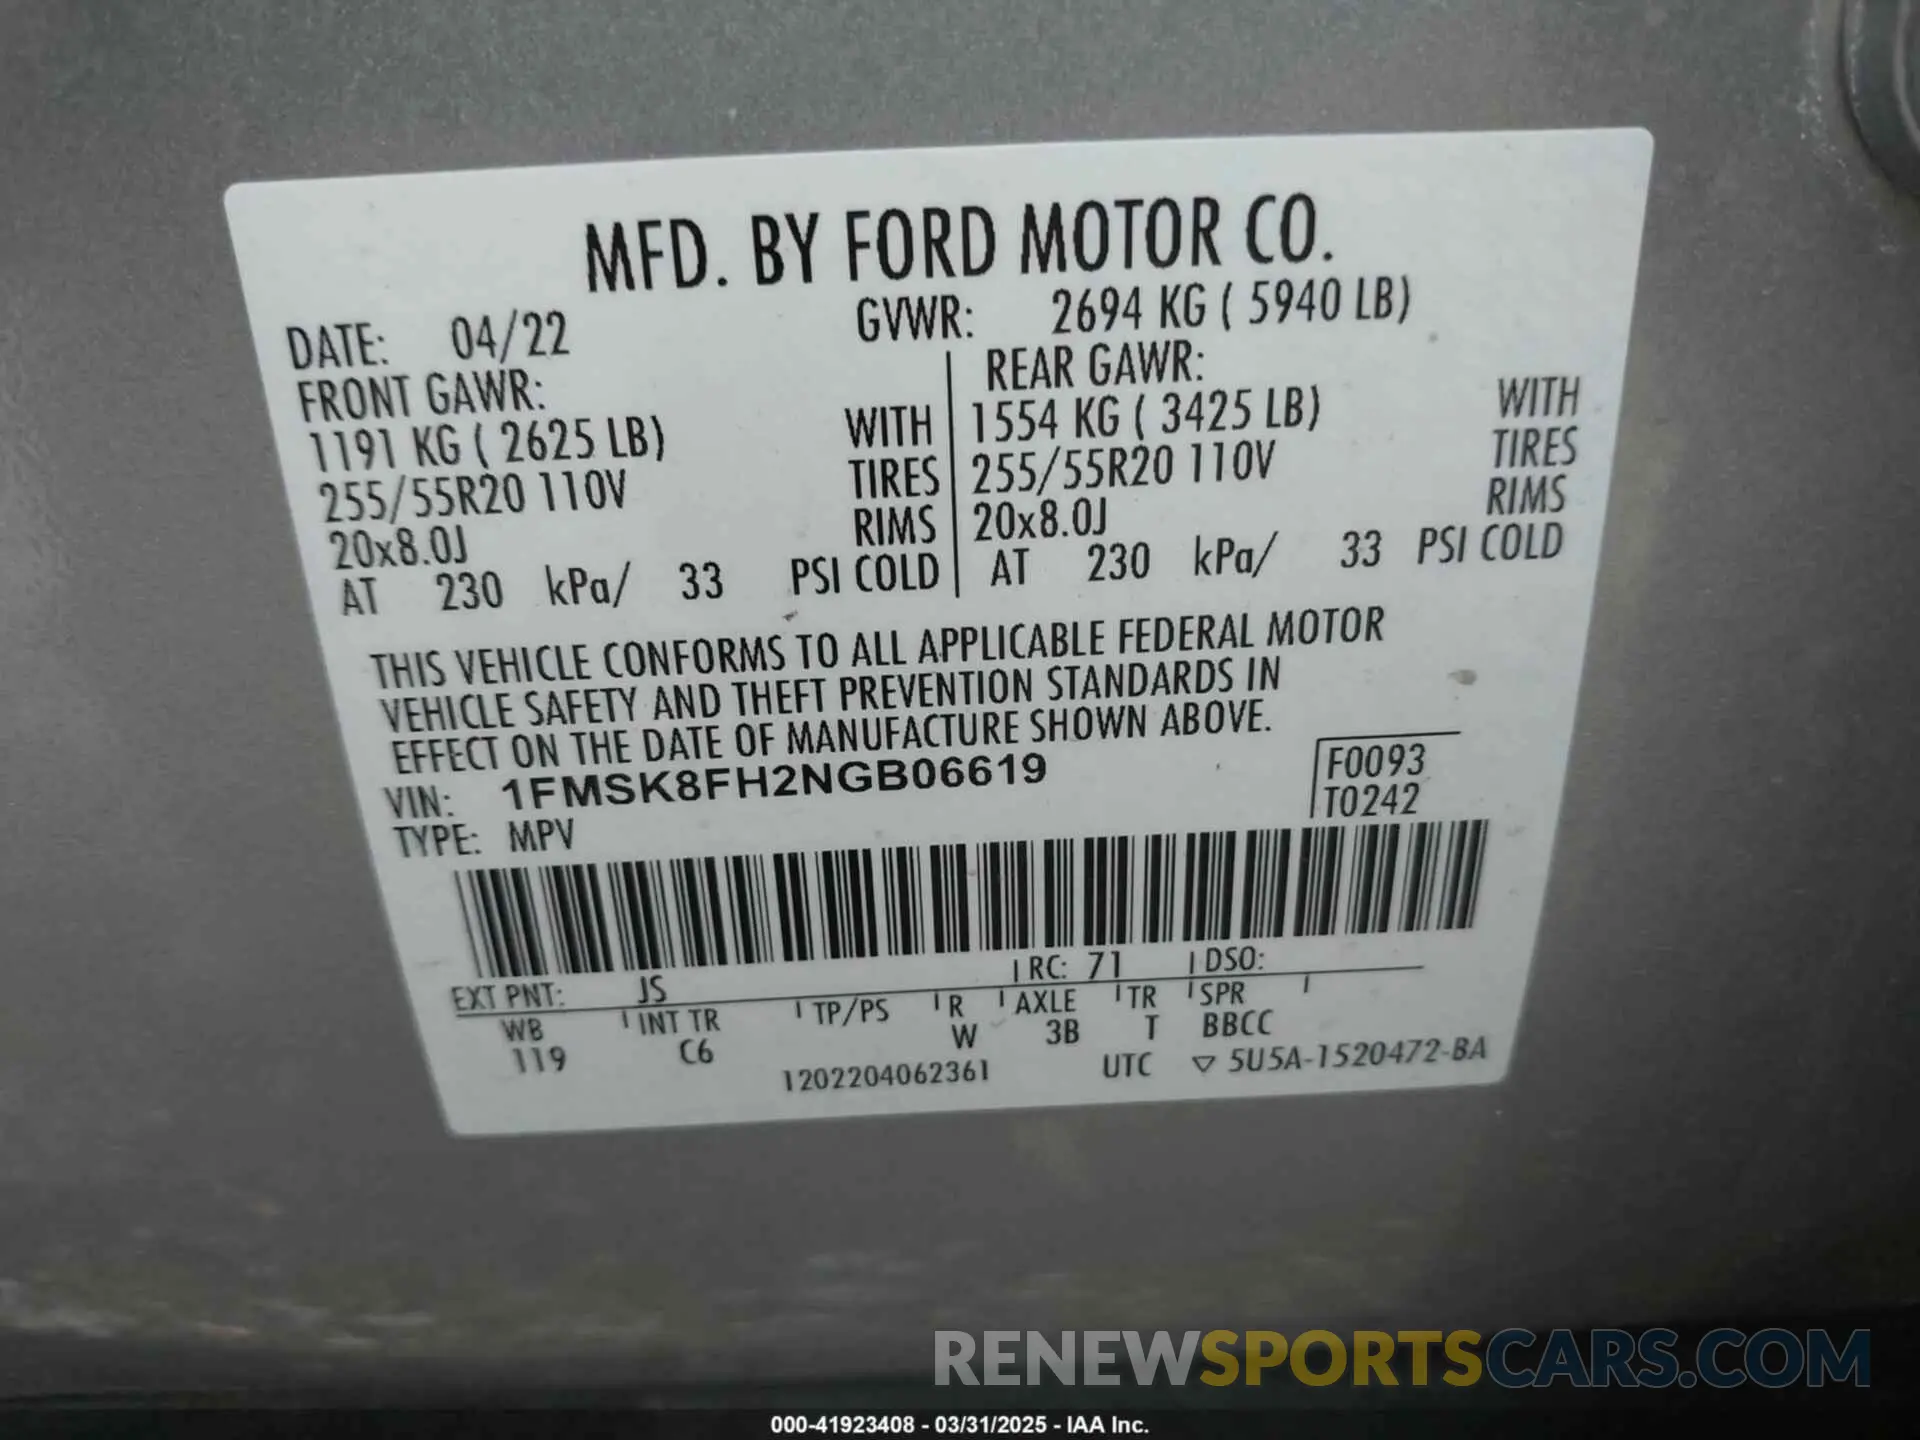 MFD. BY FORD MOTOR CO.
DATE: 04/22 GVWR: 2694 KG ( 5940 LB)
FRONT GAWR: REAR GAWR:
1191 KG ( 2625 LB) WITH 1554 KG ( 3425 LB) WITH
255/55R20 110V TIRES 255/55R20 110V TIRES
20x8.0J RIMS 20x8.0J RIMS
AT 230 kPa/ 33 PSI COLD AT 230 kPa/ 33 PSI COLD
THIS VEHICLE CONFORMS TO ALL APPLICABLE FEDERAL MOTOR
VEHICLE SAFETY AND THEFT PREVENTION STANDARDS IN
EFFECT ON THE DATE OF MANUFACTURE SHOWN ABOVE.
VIN: 1FMSK8FH2NGB06619 F0093
TYPE: MPV T0242
EXT PNT: JS RC: 71 DSO:
WB INT TR TP/PS R AXLE TR SPR
119 C6 W 3B T BBCC
1202204062361 UTC ▽ 5U5A-1520472-BA
RENEWSPORTSCARS.COM
000-41923408 - 03/31/2025 - IAA Inc.